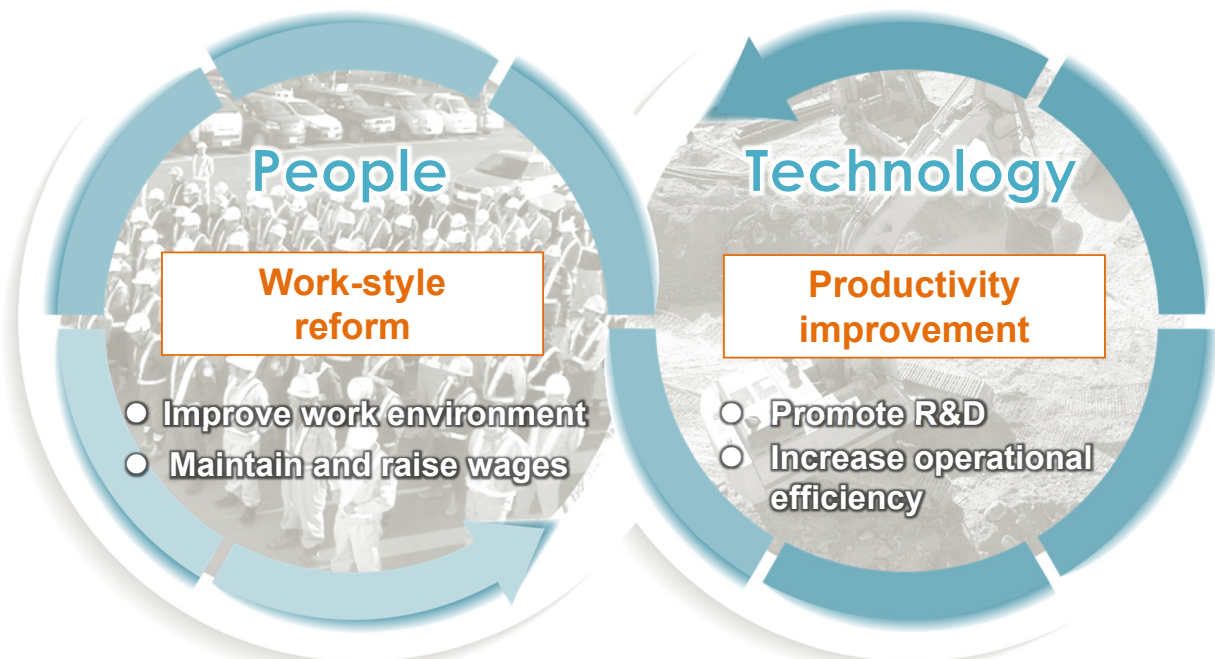 People
Work-style
reform
● Improve work environment
● Maintain and raise wages
Technology
Productivity
improvement
● Promote R&D
● Increase operational
efficiency